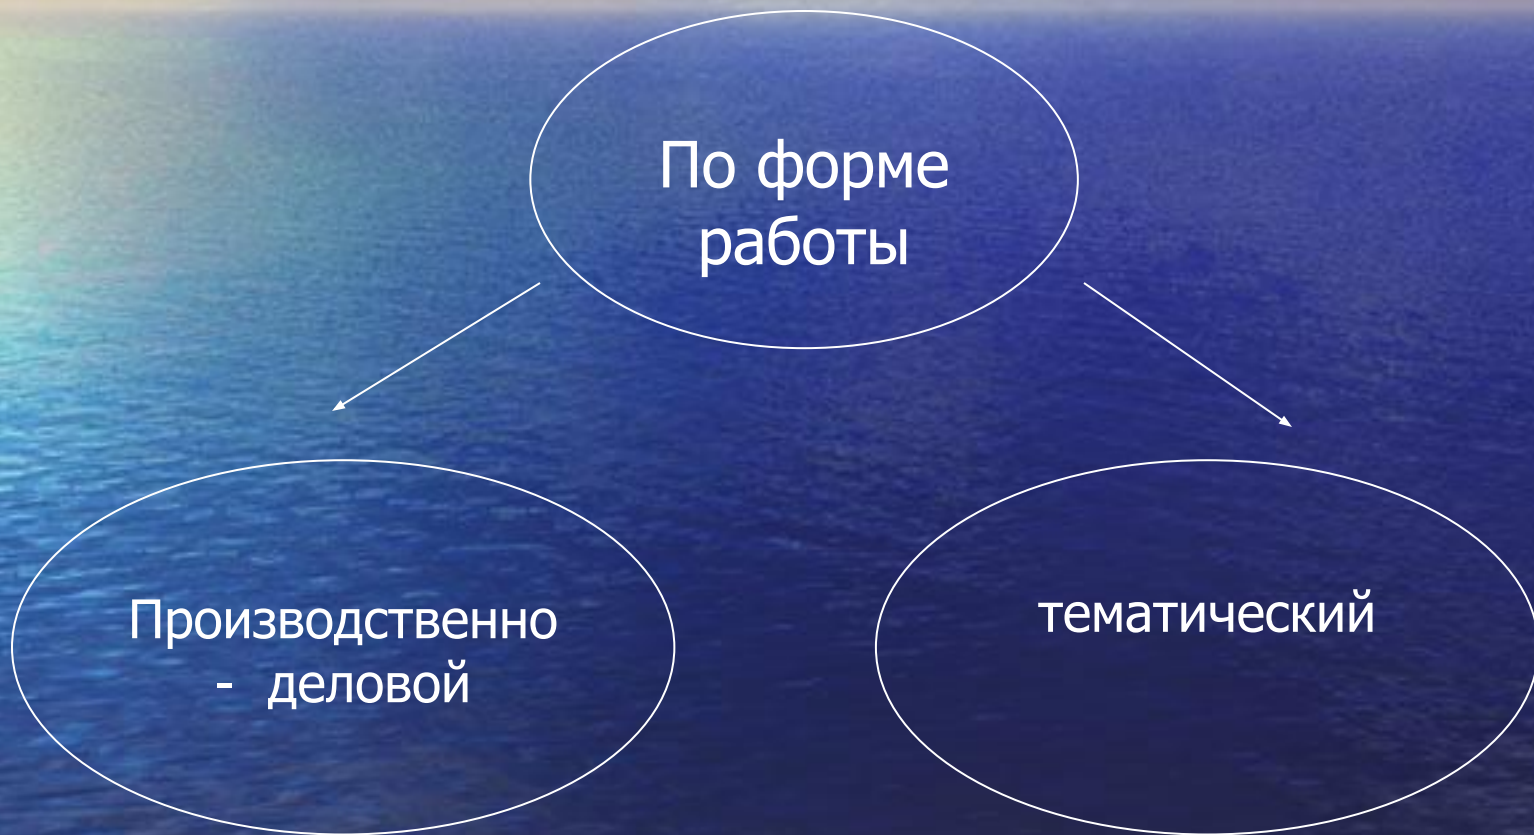 По форме
работы
Производственно
- деловой
тематический